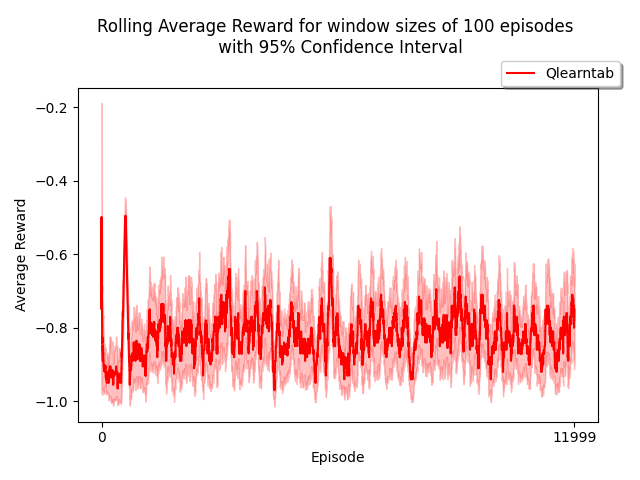 Rolling Average Reward for window sizes of 100 episodes
with 95% Confidence Interval
Qlearntab
−0.2
−0.4
−0.6
−0.8
−1.0
Average Reward
0
11999
Episode